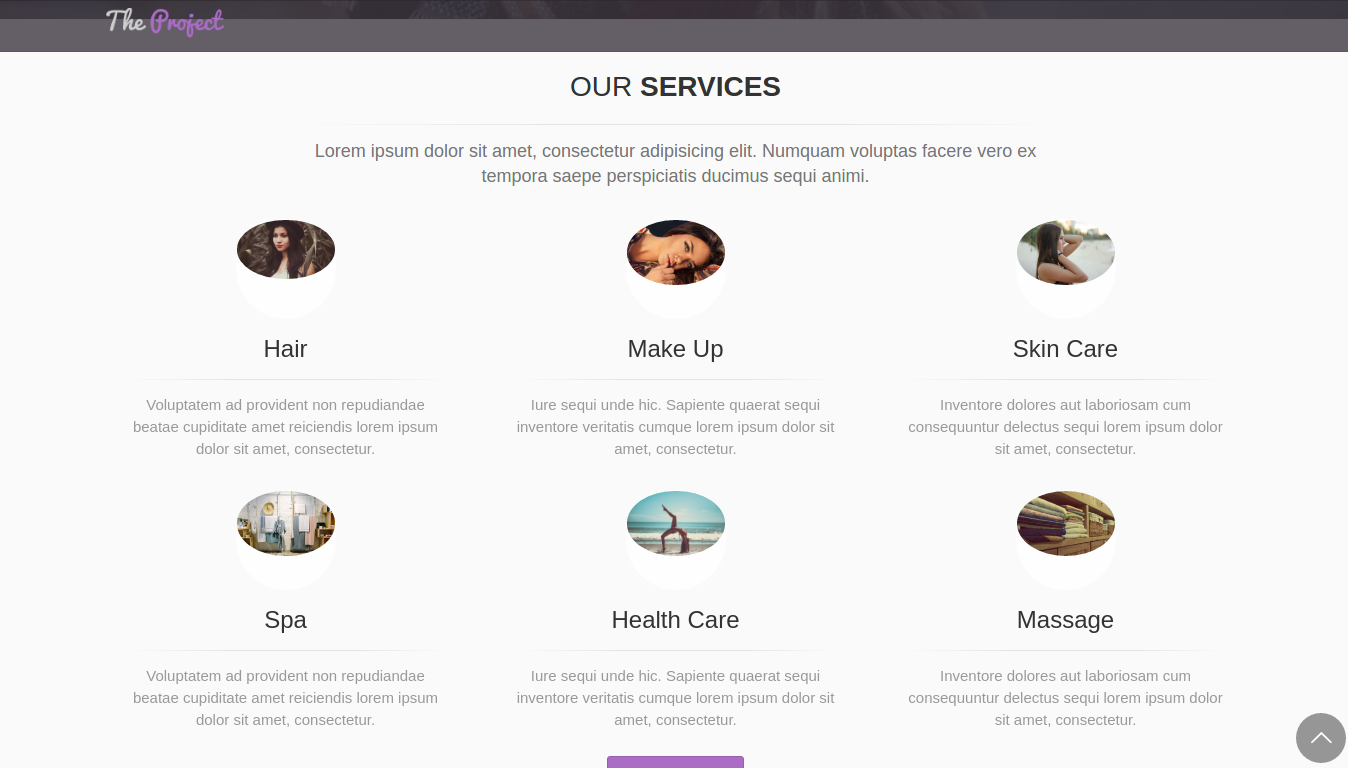 The Project
OUR SERVICES
Lorem ipsum dolor sit amet, consectetur adipisicing elit. Numquam voluptas facere vero ex
tempora saepe perspiciatis ducimus sequi animi.
Hair
Voluptatem ad provident non repudiandae
beatae cupiditate amet reiciendis lorem ipsum
dolor sit amet, consectetur.
Make Up
Iure sequi unde hic. Sapiente quaerat sequi
inventore veritatis cumque lorem ipsum dolor sit
amet, consectetur.
Skin Care
Inventore dolores aut laboriosam cum
consequuntur delectus sequi lorem ipsum dolor
sit amet, consectetur.
Spa
Voluptatem ad provident non repudiandae
beatae cupiditate amet reiciendis lorem ipsum
dolor sit amet, consectetur.
Health Care
Iure sequi unde hic. Sapiente quaerat sequi
inventore veritatis cumque lorem ipsum dolor sit
amet, consectetur.
Massage
Inventore dolores aut laboriosam cum
consequuntur delectus sequi lorem ipsum dolor
sit amet, consectetur.